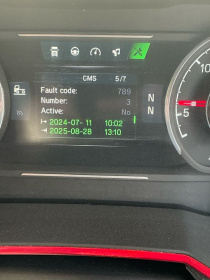 CMS 5/7
Fault code: 789
Number: 3
Active: No
2024-07-11 10:02
2025-08-28 13:10
N
N